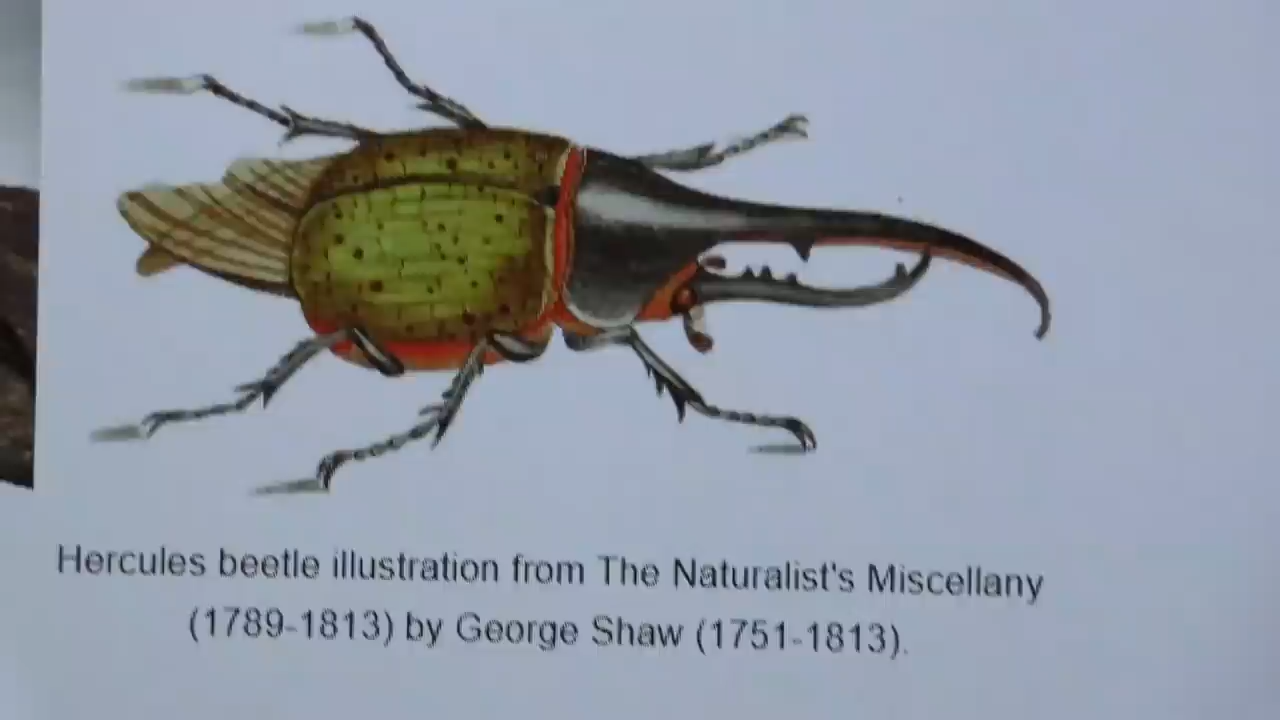 Hercules beetle illustration from The Naturalist's Miscellany
(1789-1813) by George Shaw (1751-1813).